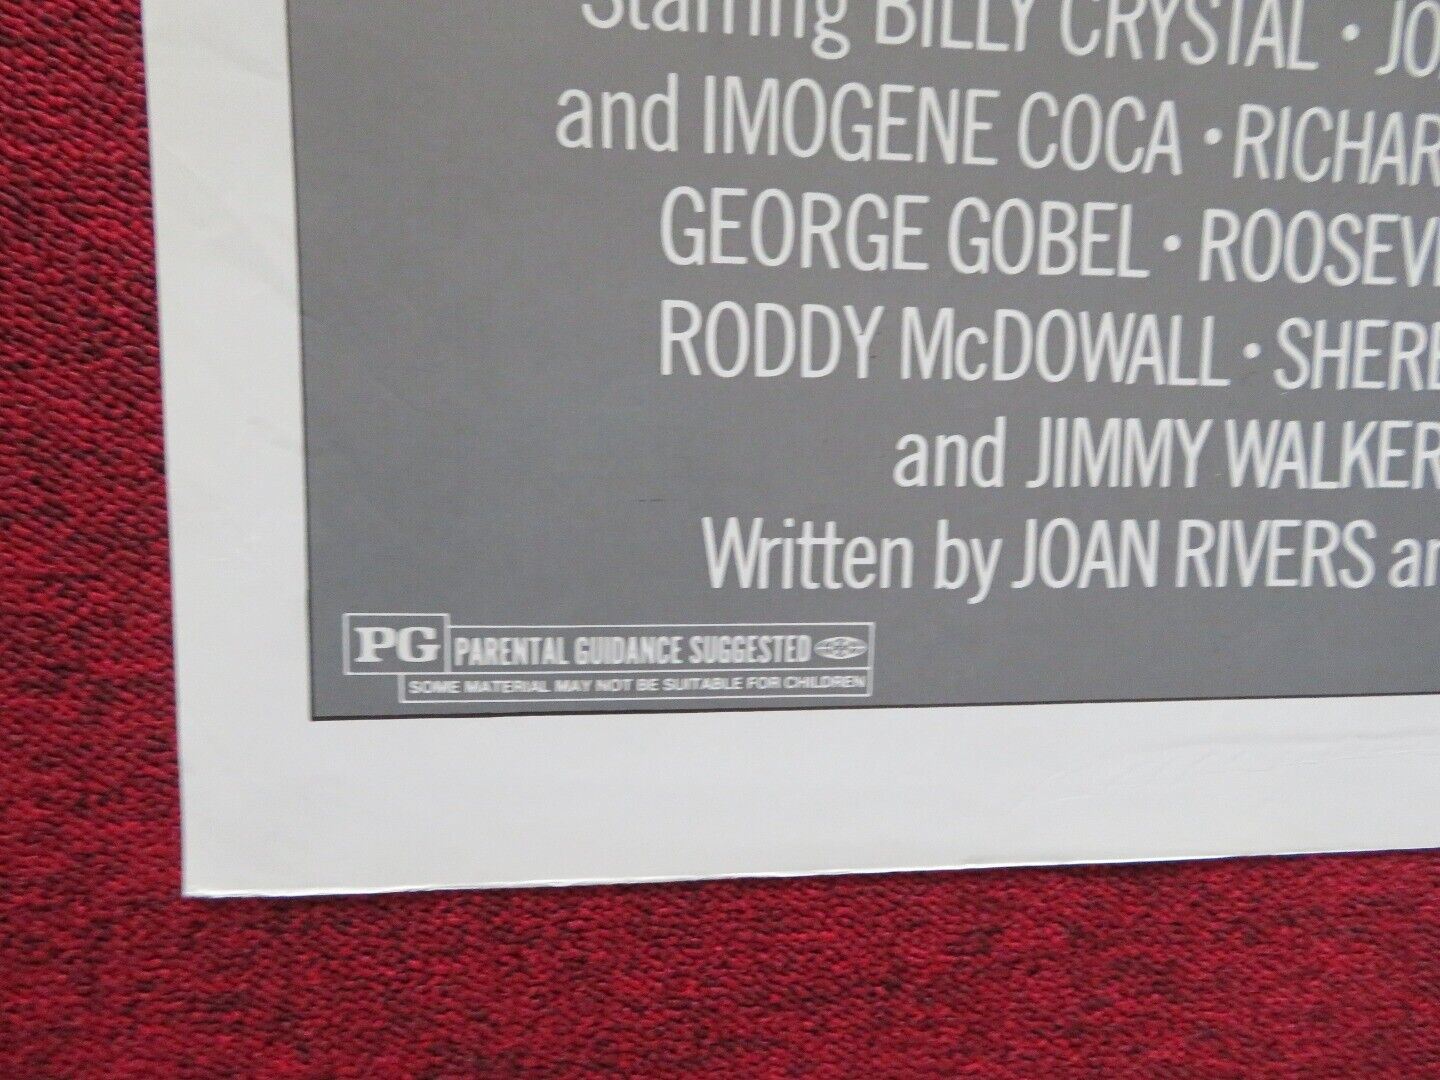 Starring BILLY CRYSTAL •
and IMOGENE COCA •
GEORGE GOBEL •
RODDY McDOWALL •
and JIMMY WALKER
Written by JOAN RIVERS
PG PARENTAL GUIDANCE SUGGESTED
SOME MATERIAL MAY NOT BE SUITABLE FOR CHILDREN